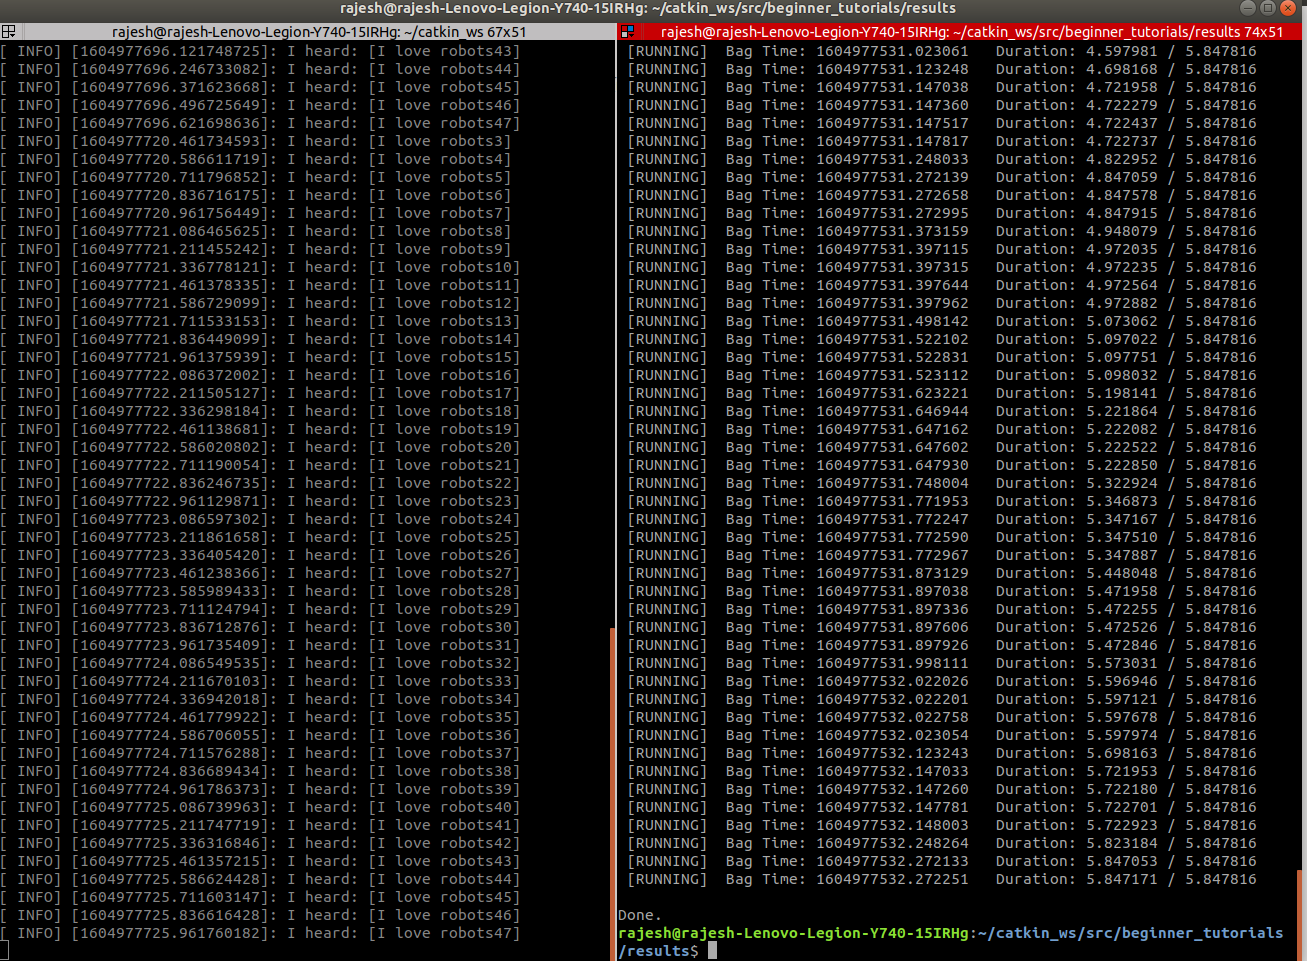 rajesh@rajesh-Lenovo-Legion-Y740-15IRHg: ~/catkin_ws/src/beginner_tutorials/results
rajesh@rajesh-Lenovo-Legion-Y740-15IRHg: ~/catkin_ws 67x51
[ INFO] [1604977696.121748725]: I heard: [I love robots43]
[ INFO] [1604977696.246733082]: I heard: [I love robots44]
[ INFO] [1604977696.371623668]: I heard: [I love robots45]
[ INFO] [1604977696.496725649]: I heard: [I love robots46]
[ INFO] [1604977696.621698636]: I heard: [I love robots47]
[ INFO] [1604977720.461734593]: I heard: [I love robots3]
[ INFO] [1604977720.586611719]: I heard: [I love robots4]
[ INFO] [1604977720.711796852]: I heard: [I love robots5]
[ INFO] [1604977720.836716175]: I heard: [I love robots6]
[ INFO] [1604977720.961756449]: I heard: [I love robots7]
[ INFO] [1604977721.086465625]: I heard: [I love robots8]
[ INFO] [1604977721.211455242]: I heard: [I love robots9]
[ INFO] [1604977721.336778121]: I heard: [I love robots10]
[ INFO] [1604977721.461378335]: I heard: [I love robots11]
[ INFO] [1604977721.586729099]: I heard: [I love robots12]
[ INFO] [1604977721.711533153]: I heard: [I love robots13]
[ INFO] [1604977721.836449099]: I heard: [I love robots14]
[ INFO] [1604977721.961375939]: I heard: [I love robots15]
[ INFO] [1604977722.086372002]: I heard: [I love robots16]
[ INFO] [1604977722.211505127]: I heard: [I love robots17]
[ INFO] [1604977722.336298184]: I heard: [I love robots18]
[ INFO] [1604977722.461138681]: I heard: [I love robots19]
[ INFO] [1604977722.586020802]: I heard: [I love robots20]
[ INFO] [1604977722.711190054]: I heard: [I love robots21]
[ INFO] [1604977722.836246735]: I heard: [I love robots22]
[ INFO] [1604977722.961129871]: I heard: [I love robots23]
[ INFO] [1604977723.086597302]: I heard: [I love robots24]
[ INFO] [1604977723.211861658]: I heard: [I love robots25]
[ INFO] [1604977723.336405420]: I heard: [I love robots26]
[ INFO] [1604977723.461238366]: I heard: [I love robots27]
[ INFO] [1604977723.585989433]: I heard: [I love robots28]
[ INFO] [1604977723.711124794]: I heard: [I love robots29]
[ INFO] [1604977723.836712876]: I heard: [I love robots30]
[ INFO] [1604977723.961735409]: I heard: [I love robots31]
[ INFO] [1604977724.086549535]: I heard: [I love robots32]
[ INFO] [1604977724.211670103]: I heard: [I love robots33]
[ INFO] [1604977724.336942018]: I heard: [I love robots34]
[ INFO] [1604977724.461779922]: I heard: [I love robots35]
[ INFO] [1604977724.586706055]: I heard: [I love robots36]
[ INFO] [1604977724.711576288]: I heard: [I love robots37]
[ INFO] [1604977724.836689434]: I heard: [I love robots38]
[ INFO] [1604977724.961786373]: I heard: [I love robots39]
[ INFO] [1604977725.086739963]: I heard: [I love robots40]
[ INFO] [1604977725.211747719]: I heard: [I love robots41]
[ INFO] [1604977725.336316846]: I heard: [I love robots42]
[ INFO] [1604977725.461357215]: I heard: [I love robots43]
[ INFO] [1604977725.586624428]: I heard: [I love robots44]
[ INFO] [1604977725.711603147]: I heard: [I love robots45]
[ INFO] [1604977725.836616428]: I heard: [I love robots46]
[ INFO] [1604977725.961760182]: I heard: [I love robots47]
rajesh@rajesh-Lenovo-Legion-Y740-15IRHg: ~/catkin_ws/src/beginner_tutorials/results 74x51
[RUNNING]  Bag Time: 1604977531.023061   Duration: 4.597981 / 5.847816
[RUNNING]  Bag Time: 1604977531.123248   Duration: 4.698168 / 5.847816
[RUNNING]  Bag Time: 1604977531.147038   Duration: 4.721958 / 5.847816
[RUNNING]  Bag Time: 1604977531.147360   Duration: 4.722279 / 5.847816
[RUNNING]  Bag Time: 1604977531.147517   Duration: 4.722437 / 5.847816
[RUNNING]  Bag Time: 1604977531.147817   Duration: 4.722737 / 5.847816
[RUNNING]  Bag Time: 1604977531.248033   Duration: 4.822952 / 5.847816
[RUNNING]  Bag Time: 1604977531.272139   Duration: 4.847059 / 5.847816
[RUNNING]  Bag Time: 1604977531.272658   Duration: 4.847578 / 5.847816
[RUNNING]  Bag Time: 1604977531.272995   Duration: 4.847915 / 5.847816
[RUNNING]  Bag Time: 1604977531.373159   Duration: 4.948079 / 5.847816
[RUNNING]  Bag Time: 1604977531.397115   Duration: 4.972035 / 5.847816
[RUNNING]  Bag Time: 1604977531.397315   Duration: 4.972235 / 5.847816
[RUNNING]  Bag Time: 1604977531.397644   Duration: 4.972564 / 5.847816
[RUNNING]  Bag Time: 1604977531.397962   Duration: 4.972882 / 5.847816
[RUNNING]  Bag Time: 1604977531.498142   Duration: 5.073062 / 5.847816
[RUNNING]  Bag Time: 1604977531.522102   Duration: 5.097022 / 5.847816
[RUNNING]  Bag Time: 1604977531.522831   Duration: 5.097751 / 5.847816
[RUNNING]  Bag Time: 1604977531.523112   Duration: 5.098032 / 5.847816
[RUNNING]  Bag Time: 1604977531.623221   Duration: 5.198141 / 5.847816
[RUNNING]  Bag Time: 1604977531.646944   Duration: 5.221864 / 5.847816
[RUNNING]  Bag Time: 1604977531.647162   Duration: 5.222082 / 5.847816
[RUNNING]  Bag Time: 1604977531.647602   Duration: 5.222522 / 5.847816
[RUNNING]  Bag Time: 1604977531.647930   Duration: 5.222850 / 5.847816
[RUNNING]  Bag Time: 1604977531.748004   Duration: 5.322924 / 5.847816
[RUNNING]  Bag Time: 1604977531.771953   Duration: 5.346873 / 5.847816
[RUNNING]  Bag Time: 1604977531.772247   Duration: 5.347167 / 5.847816
[RUNNING]  Bag Time: 1604977531.772590   Duration: 5.347510 / 5.847816
[RUNNING]  Bag Time: 1604977531.772967   Duration: 5.347887 / 5.847816
[RUNNING]  Bag Time: 1604977531.873129   Duration: 5.448048 / 5.847816
[RUNNING]  Bag Time: 1604977531.897038   Duration: 5.471958 / 5.847816
[RUNNING]  Bag Time: 1604977531.897336   Duration: 5.472255 / 5.847816
[RUNNING]  Bag Time: 1604977531.897606   Duration: 5.472526 / 5.847816
[RUNNING]  Bag Time: 1604977531.897926   Duration: 5.472846 / 5.847816
[RUNNING]  Bag Time: 1604977531.998111   Duration: 5.573031 / 5.847816
[RUNNING]  Bag Time: 1604977532.022026   Duration: 5.596946 / 5.847816
[RUNNING]  Bag Time: 1604977532.022201   Duration: 5.597121 / 5.847816
[RUNNING]  Bag Time: 1604977532.022758   Duration: 5.597678 / 5.847816
[RUNNING]  Bag Time: 1604977532.023054   Duration: 5.597974 / 5.847816
[RUNNING]  Bag Time: 1604977532.123243   Duration: 5.698163 / 5.847816
[RUNNING]  Bag Time: 1604977532.147033   Duration: 5.721953 / 5.847816
[RUNNING]  Bag Time: 1604977532.147260   Duration: 5.722180 / 5.847816
[RUNNING]  Bag Time: 1604977532.147781   Duration: 5.722701 / 5.847816
[RUNNING]  Bag Time: 1604977532.148003   Duration: 5.722923 / 5.847816
[RUNNING]  Bag Time: 1604977532.248264   Duration: 5.823184 / 5.847816
[RUNNING]  Bag Time: 1604977532.272133   Duration: 5.847053 / 5.847816
[RUNNING]  Bag Time: 1604977532.272251   Duration: 5.847171 / 5.847816
Done.
rajesh@rajesh-Lenovo-Legion-Y740-15IRHg:~/catkin_ws/src/beginner_tutorials
/results$